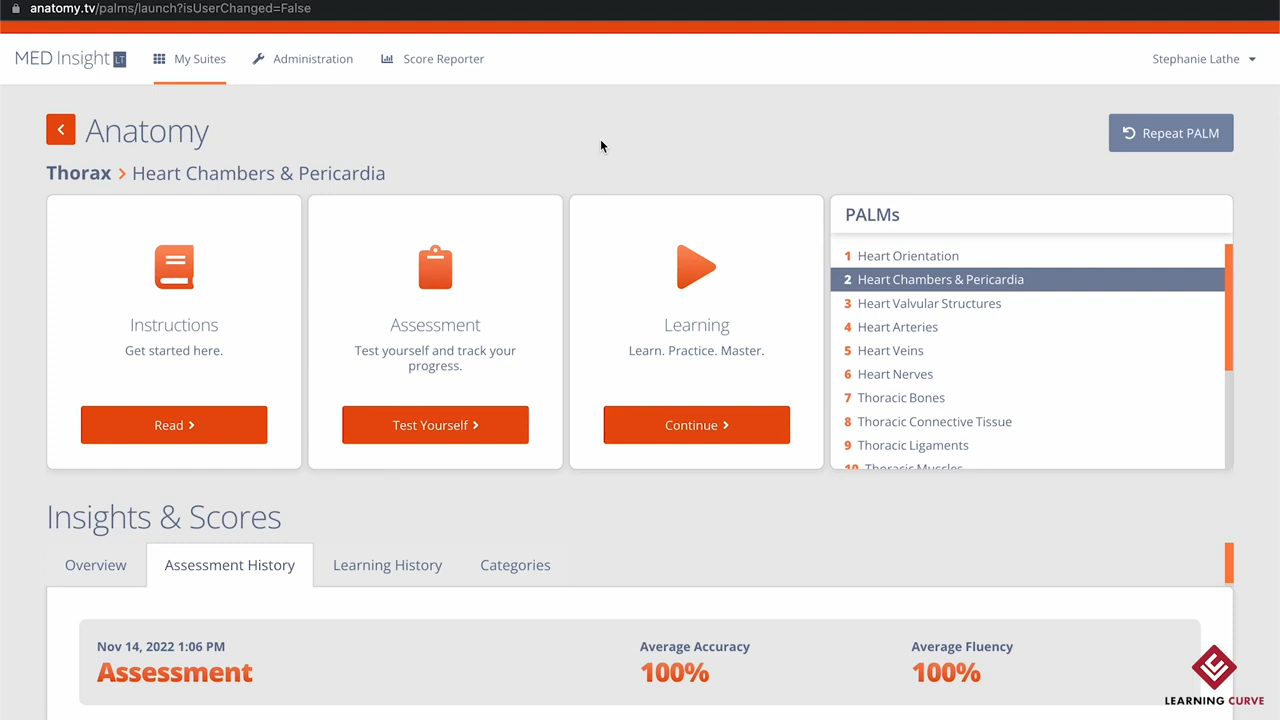 anatomy.tv/palms/launch?isUserChanged=False
MED Insight LT
My Suites
Administration
Score Reporter
Stephanie Lathe
Anatomy
Repeat PALM
Thorax > Heart Chambers & Pericardia
Instructions
Get started here.
Read >
Assessment
Test yourself and track your
progress.
Test Yourself >
Learning
Learn. Practice. Master.
Continue >
PALMs
1 Heart Orientation
2 Heart Chambers & Pericardia
3 Heart Valvular Structures
4 Heart Arteries
5 Heart Veins
6 Heart Nerves
7 Thoracic Bones
8 Thoracic Connective Tissue
9 Thoracic Ligaments
10 Thoracic Muscles
Insights & Scores
Overview
Assessment History
Learning History
Categories
Nov 14, 2022 1:06 PM
Assessment
Average Accuracy
100%
Average Fluency
100%
LEARNING CURVE